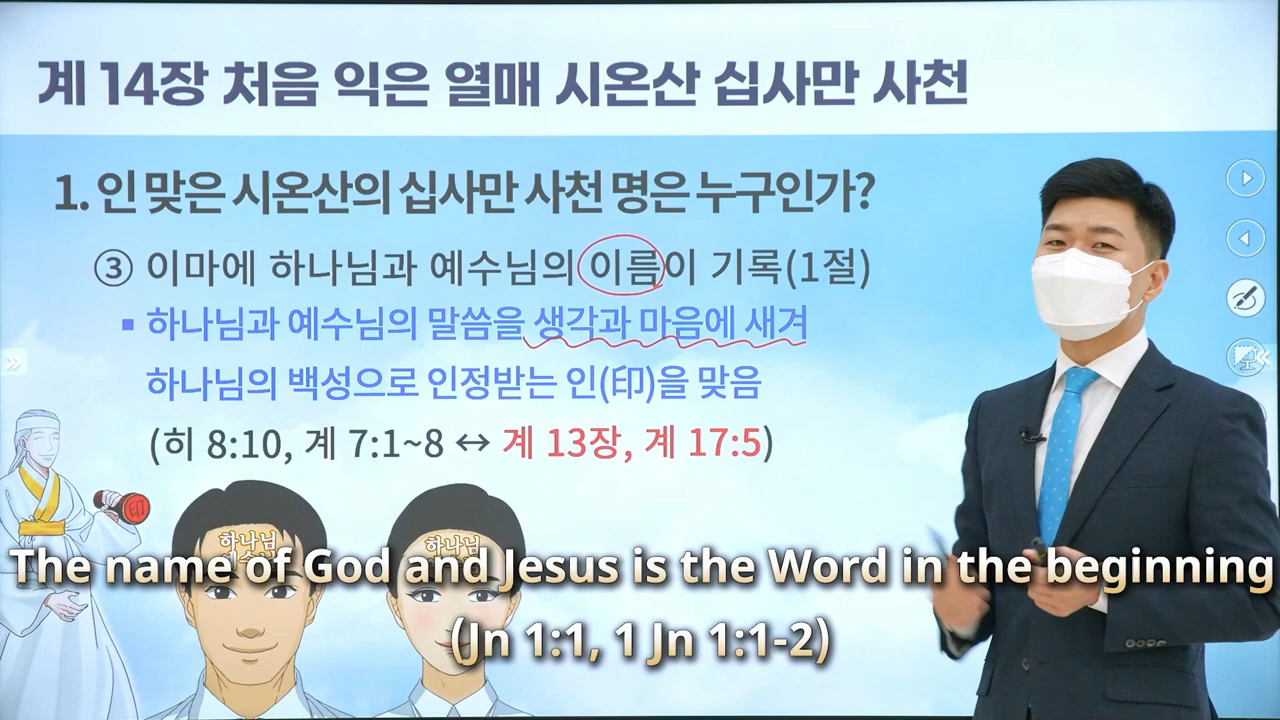 계 14장 처음 익은 열매 시온산 십사만 사천
1. 인 맞은 시온산의 십사만 사천 명은 누구인가?
③ 이마에 하나님과 예수님의 이름이 기록(1절)
▪ 하나님과 예수님의 말씀을 생각과 마음에 새겨
하나님의 백성으로 인정받는 인(印)을 맞음
(히 8:10, 계 7:1~8 ↔ 계 13장, 계 17:5)
印
하나님
하나님
The name of God and Jesus is the Word in the beginning
(Jn 1:1, 1 Jn 1:1-2)